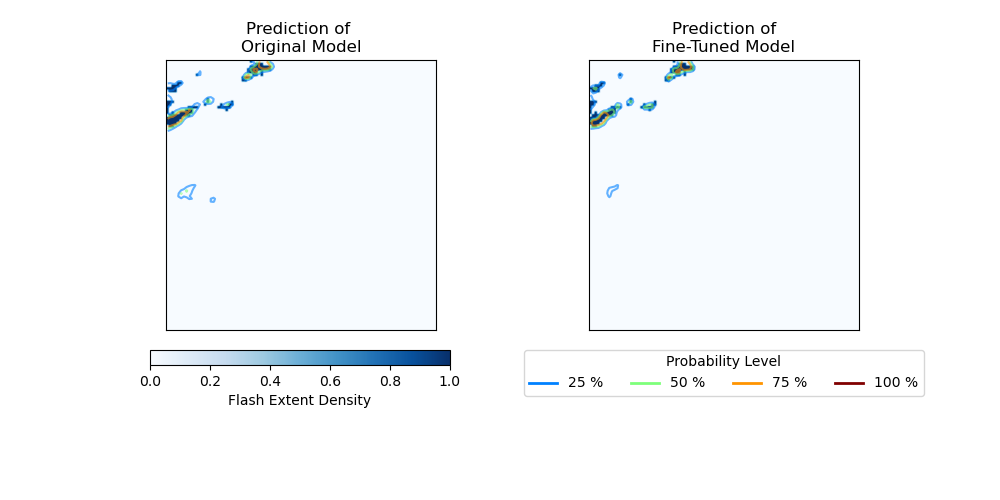 Prediction of
Original Model
Prediction of
Fine-Tuned Model
0.0 0.2 0.4 0.6 0.8 1.0
Flash Extent Density
Probability Level
25 % 50 % 75 % 100 %